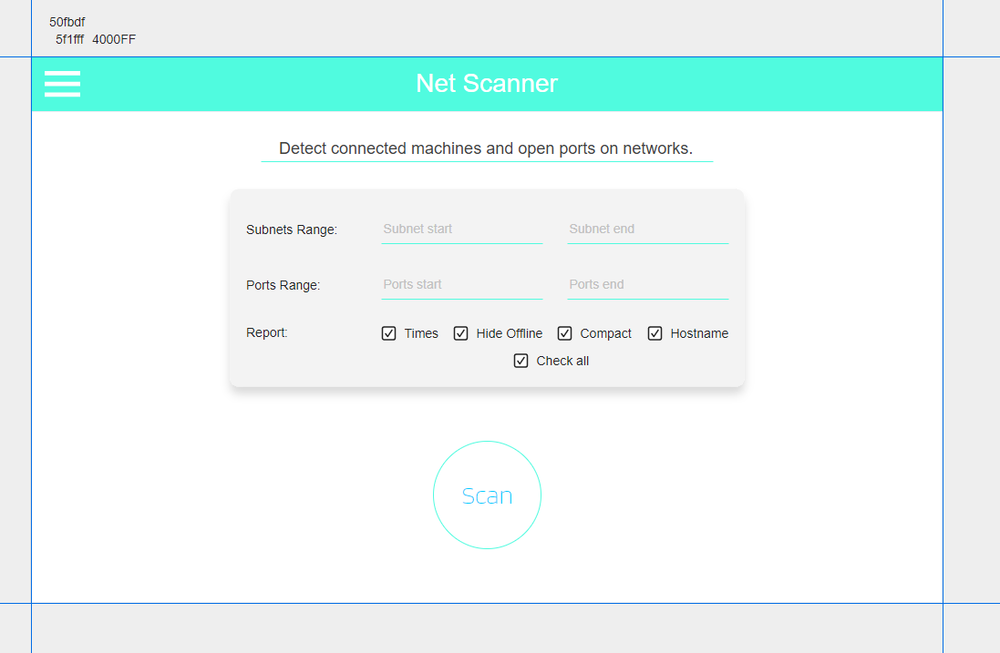 50fbdf
5f1fff 4000FF
Net Scanner
Detect connected machines and open ports on networks.
Subnets Range: Subnet start Subnet end
Ports Range: Ports start Ports end
Report: Times Hide Offline Compact Hostname
Check all
Scan